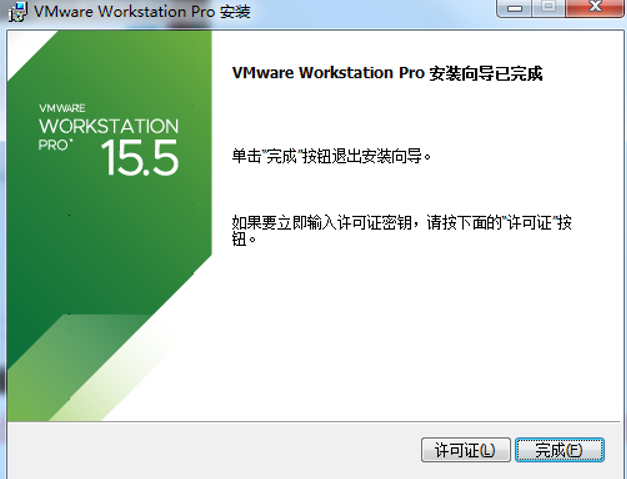 VMware Workstation Pro 安装
VMware Workstation Pro 安装向导已完成
VMWARE
WORKSTATION
PRO
15.5
单击"完成"按钮退出安装向导。
如果要立即输入许可证密钥，请按下面的"许可证"按
钮。
许可证(L)
完成(F)